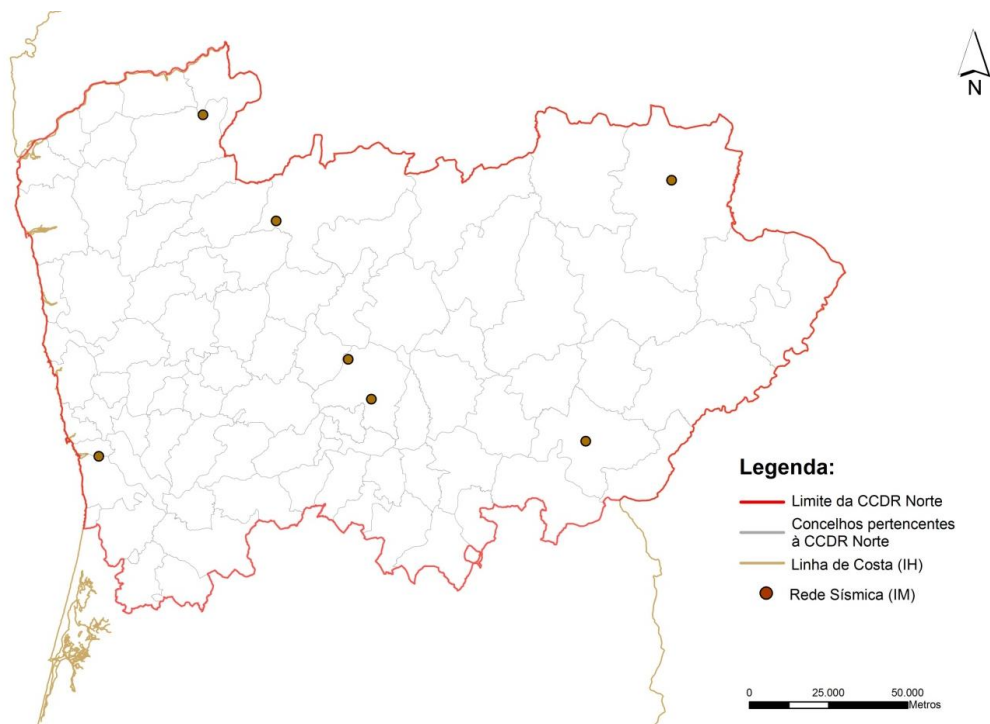 N
Legenda:
Limite da CCDR Norte
Concelhos pertencentes
à CCDR Norte
Linha de Costa (IH)
Rede Sísmica (IM)
0 25.000 50.000
Metros